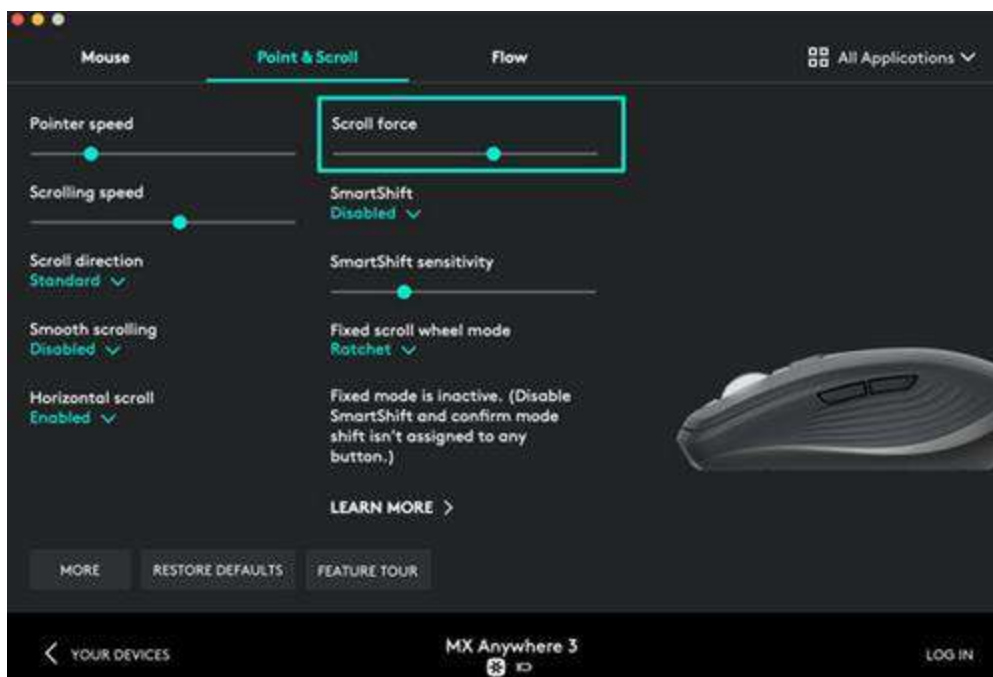 Mouse
Point & Scroll
Flow
All Applications
Pointer speed
Scrolling speed
Scroll direction
Standard
Smooth scrolling
Disabled
Horizontal scroll
Enabled
Scroll force
SmartShift
Disabled
SmartShift sensitivity
Fixed scroll wheel mode
Ratchet
Fixed mode is inactive. (Disable
SmartShift and confirm mode
shift isn't assigned to any
button.)
LEARN MORE
MORE
RESTORE DEFAULTS
FEATURE TOUR
YOUR DEVICES
MX Anywhere 3
LOG IN